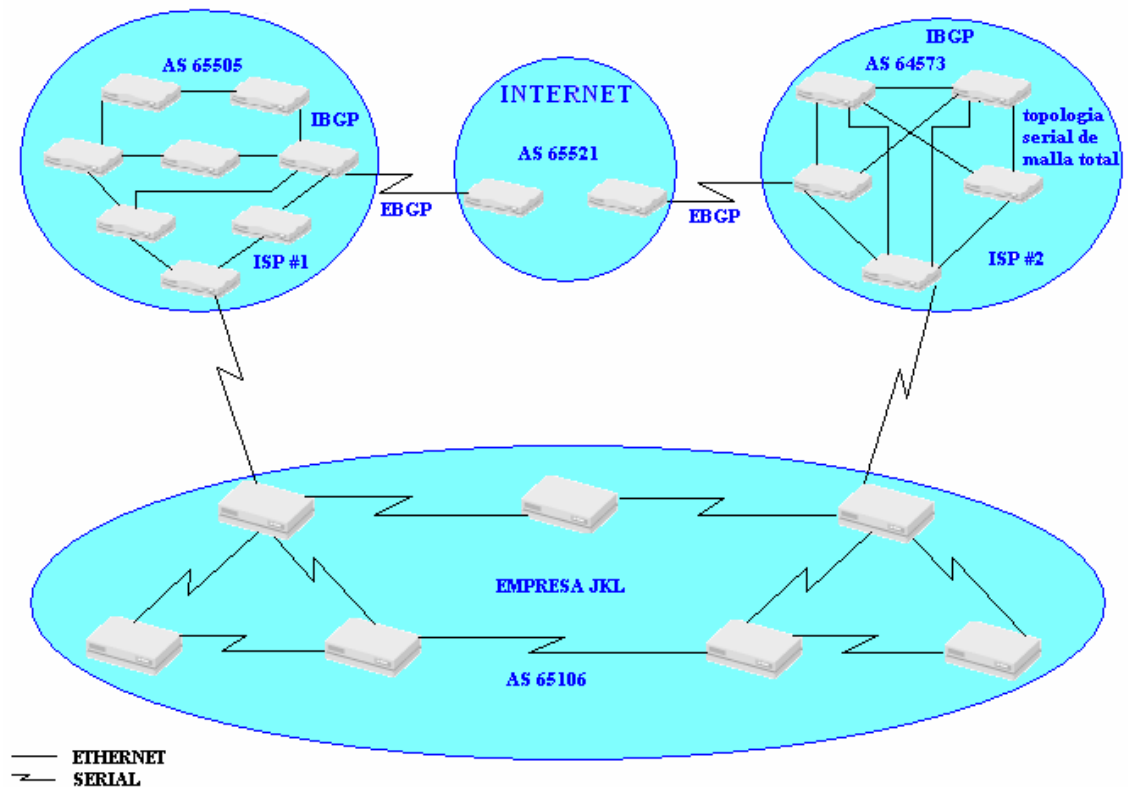 AS 65505
IBGP
EBGP
ISP #1
INTERNET
AS 65521
EBGP
IBGP
AS 64573
topologia
serial de
malla total
ISP #2
EMPRESA JKL
AS 65106
ETHERNET
SERIAL